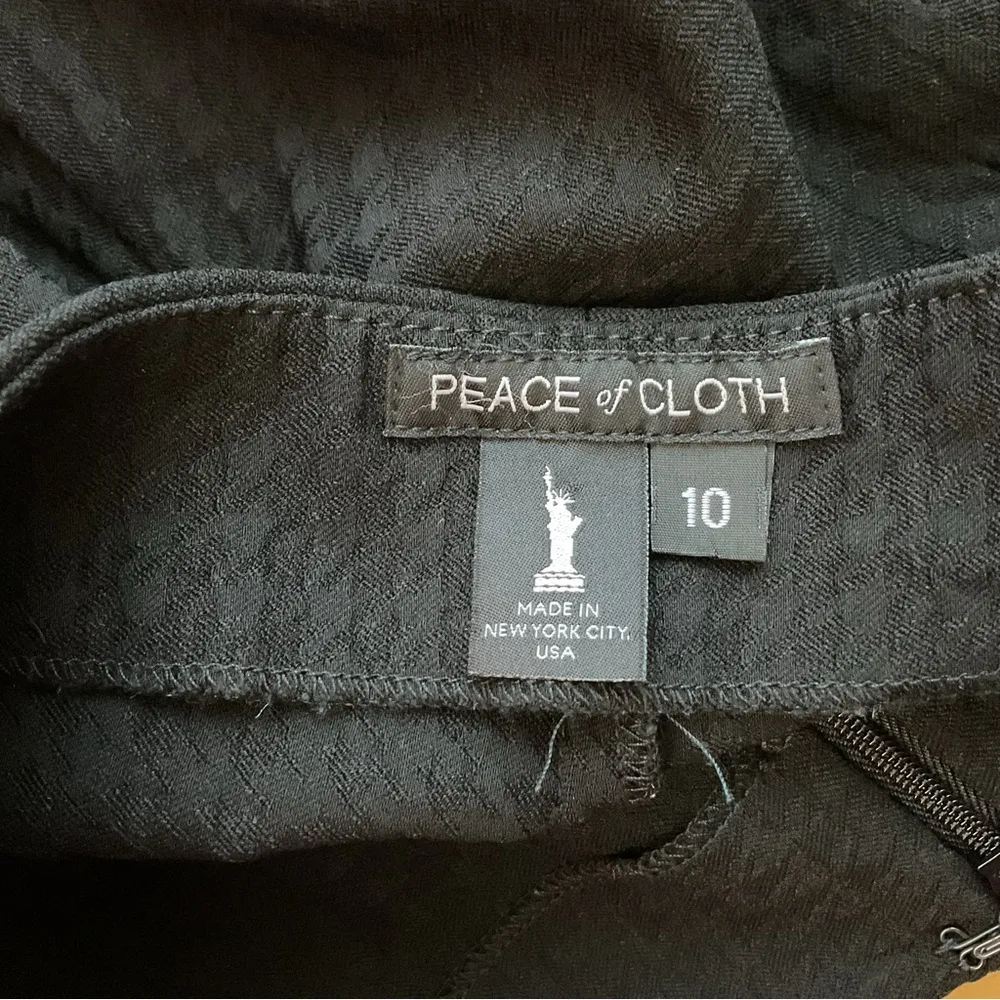 PEACE of CLOTH
10
MADE IN
NEW YORK CITY,
USA